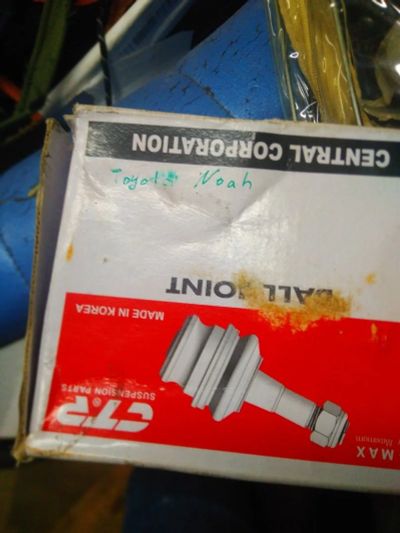 CENTRAL CORPORATION
Toyota Noah
BALL JOINT
MADE IN KOREA
CTR®
SUSPENSION PARTS
MAX